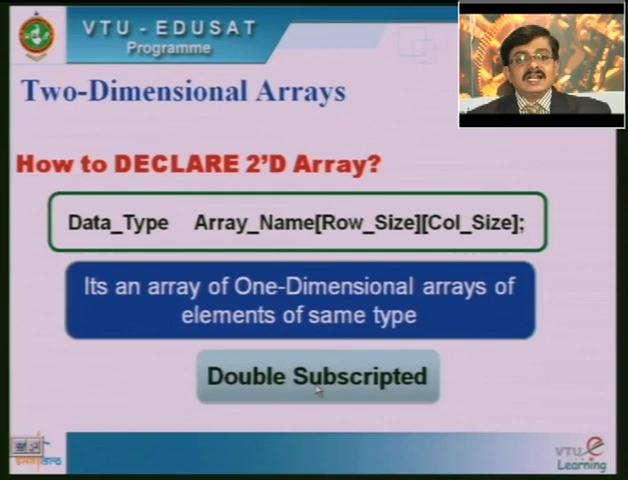 VTU - EDUSAT
Programme
Two-Dimensional Arrays
How to DECLARE 2'D Array?
Data_Type Array_Name[Row_Size][Col_Size];
Its an array of One-Dimensional arrays of
elements of same type
Double Subscripted
VTU e
Learning